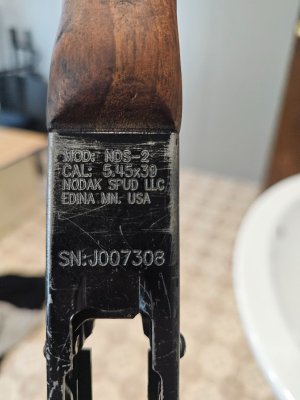 MOD: NDS-2
CAL: 5.45x39
NODAK SPUD LLC
EDINA MN. USA
SN:J007308